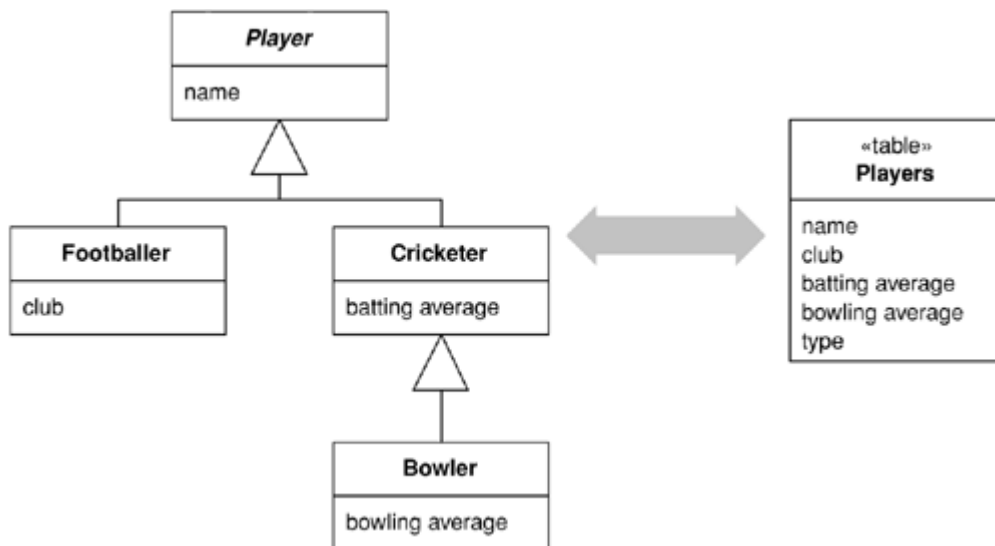 Player
name
Footballer
club
Cricketer
batting average
Bowler
bowling average
«table»
Players
name
club
batting average
bowling average
type